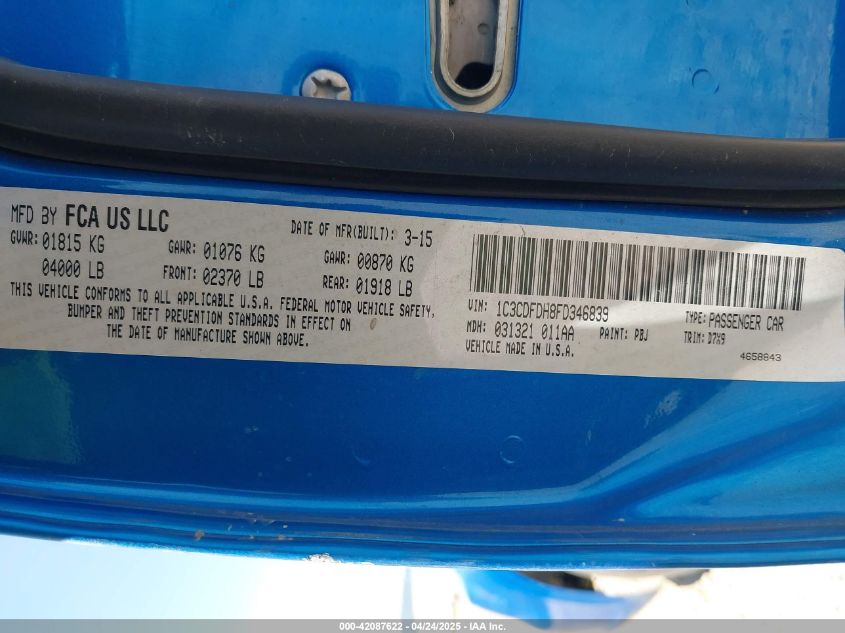 MFD BY FCA US LLC
DATE OF MFR(BUILT): 3-15
GVWR: 01815 KG
GAWR: 01076 KG
GAWR: 00870 KG
04000 LB
FRONT: 02370 LB
REAR: 01918 LB
THIS VEHICLE CONFORMS TO ALL APPLICABLE U.S.A. FEDERAL MOTOR VEHICLE SAFETY,
BUMPER AND THEFT PREVENTION STANDARDS IN EFFECT ON
THE DATE OF MANUFACTURE SHOWN ABOVE.
VIN: 1C3CDFDH8FD346839
TYPE: PASSENGER CAR
MDH: 031321 011AA
PAINT: PBJ
TRIM: D7X9
VEHICLE MADE IN U.S.A.
4658843
000-42087622 - 04/24/2025 - IAA Inc.